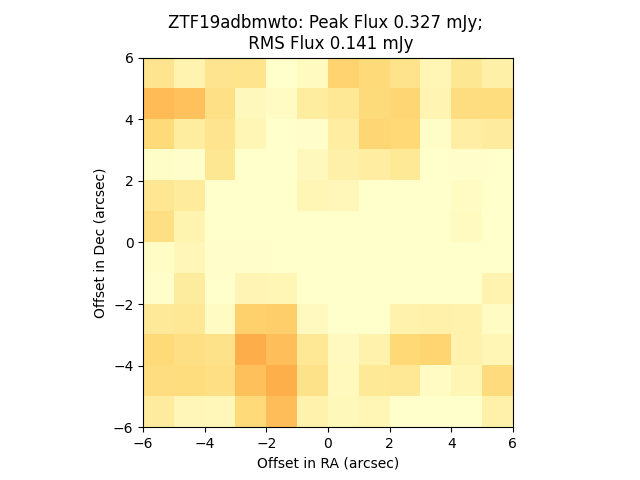 ZTF19adbmwto: Peak Flux 0.327 mJy;
RMS Flux 0.141 mJy
6
4
2
0
−2
−4
−6
Offset in Dec (arcsec)
−6 −4 −2 0 2 4 6
Offset in RA (arcsec)